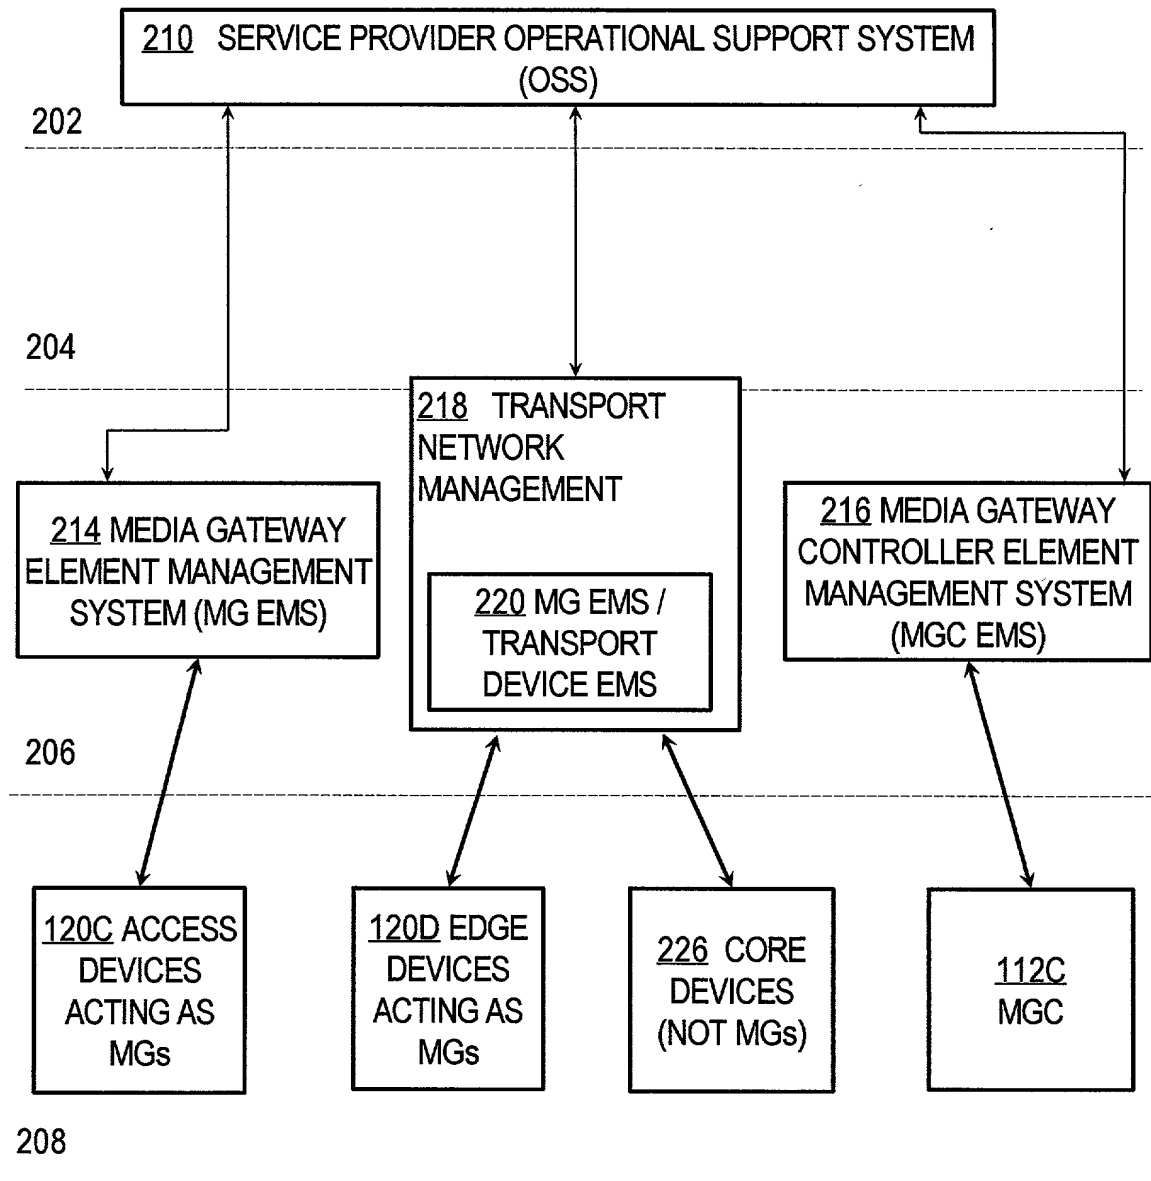 210 SERVICE PROVIDER OPERATIONAL SUPPORT SYSTEM
(OSS)
202
204
218 TRANSPORT
NETWORK
MANAGEMENT
214 MEDIA GATEWAY
ELEMENT MANAGEMENT
SYSTEM (MG EMS)
220 MG EMS /
TRANSPORT
DEVICE EMS
216 MEDIA GATEWAY
CONTROLLER ELEMENT
MANAGEMENT SYSTEM
(MGC EMS)
206
120C ACCESS
DEVICES
ACTING AS
MGs
120D EDGE
DEVICES
ACTING AS
MGs
226 CORE
DEVICES
(NOT MGs)
112C
MGC
208